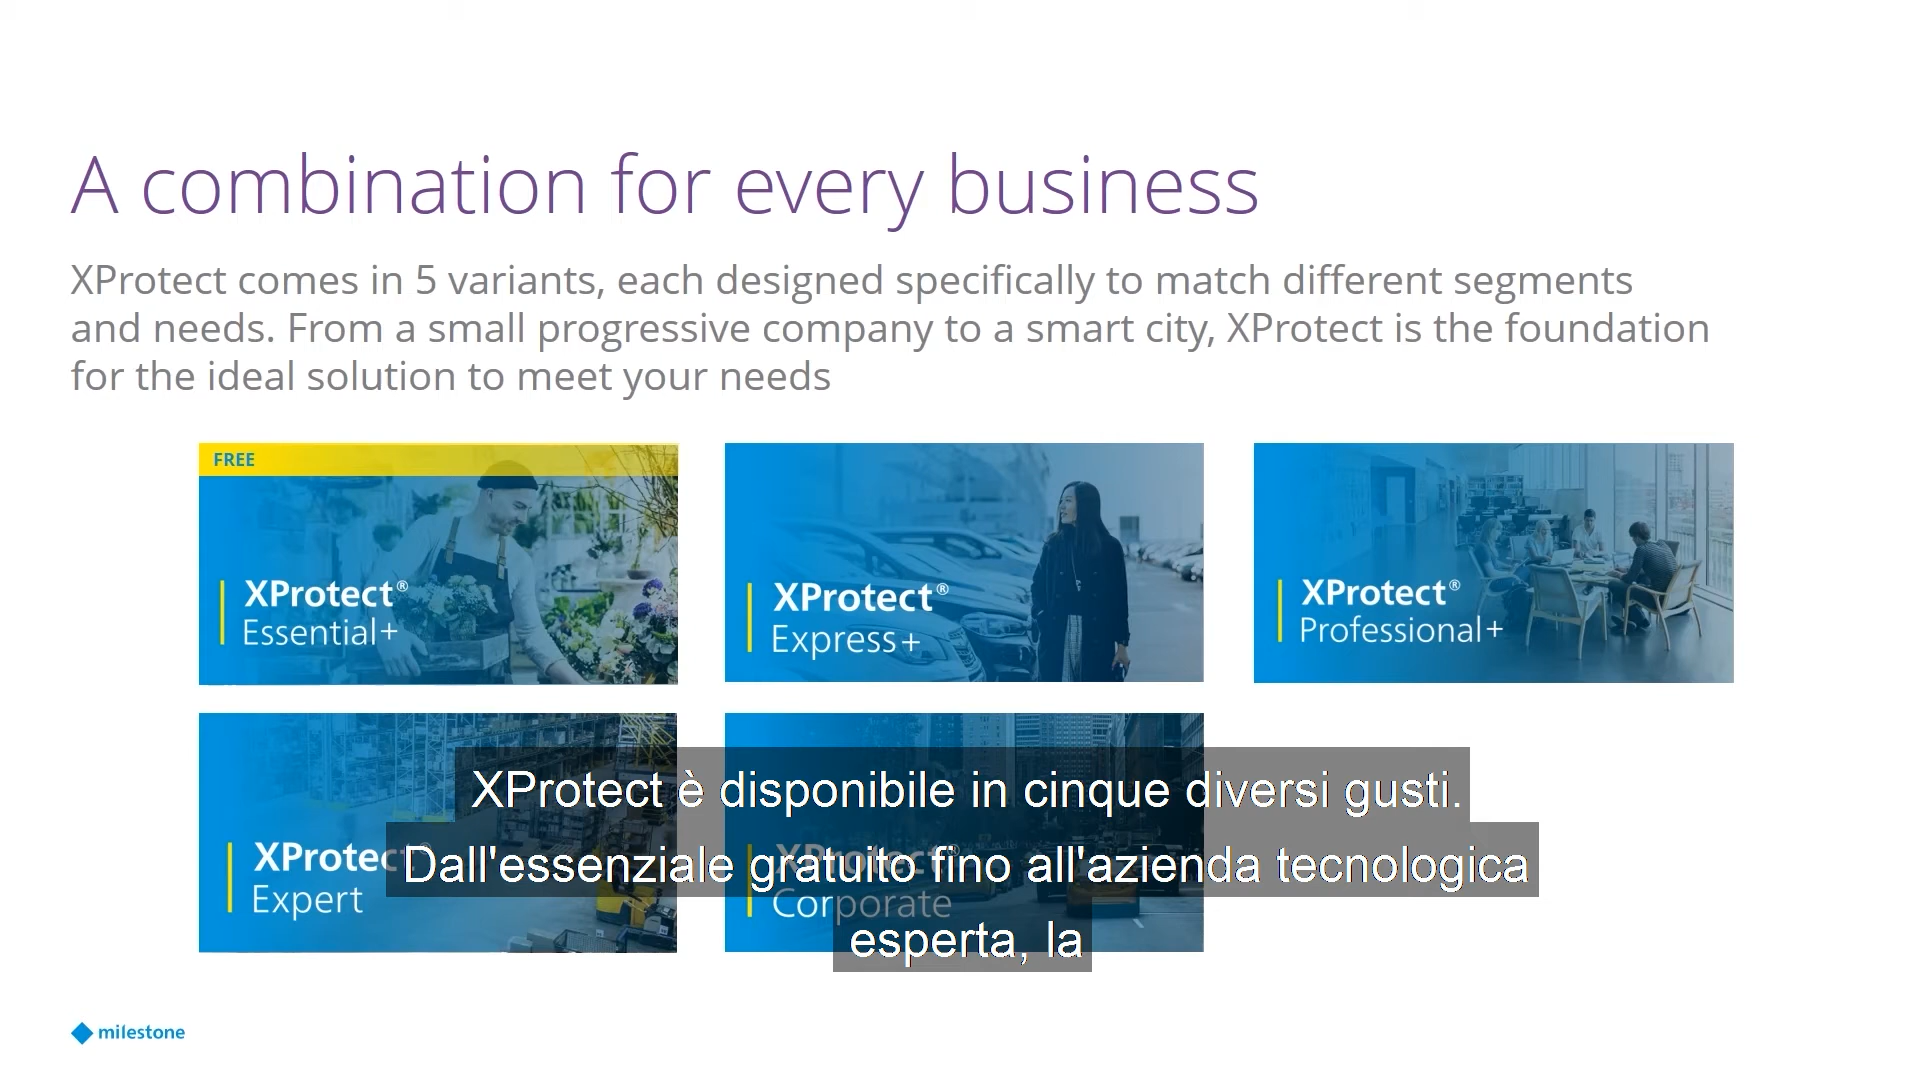 A combination for every business
XProtect comes in 5 variants, each designed specifically to match different segments
and needs. From a small progressive company to a smart city, XProtect is the foundation
for the ideal solution to meet your needs
FREE
XProtect®
Essential+
XProtect®
Express+
XProtect®
Professional+
XProtect®
Expert
XProtect®
Corporate
XProtect è disponibile in cinque diversi gusti.
Dall'essenziale gratuito fino all'azienda tecnologica
esperta, la
milestone